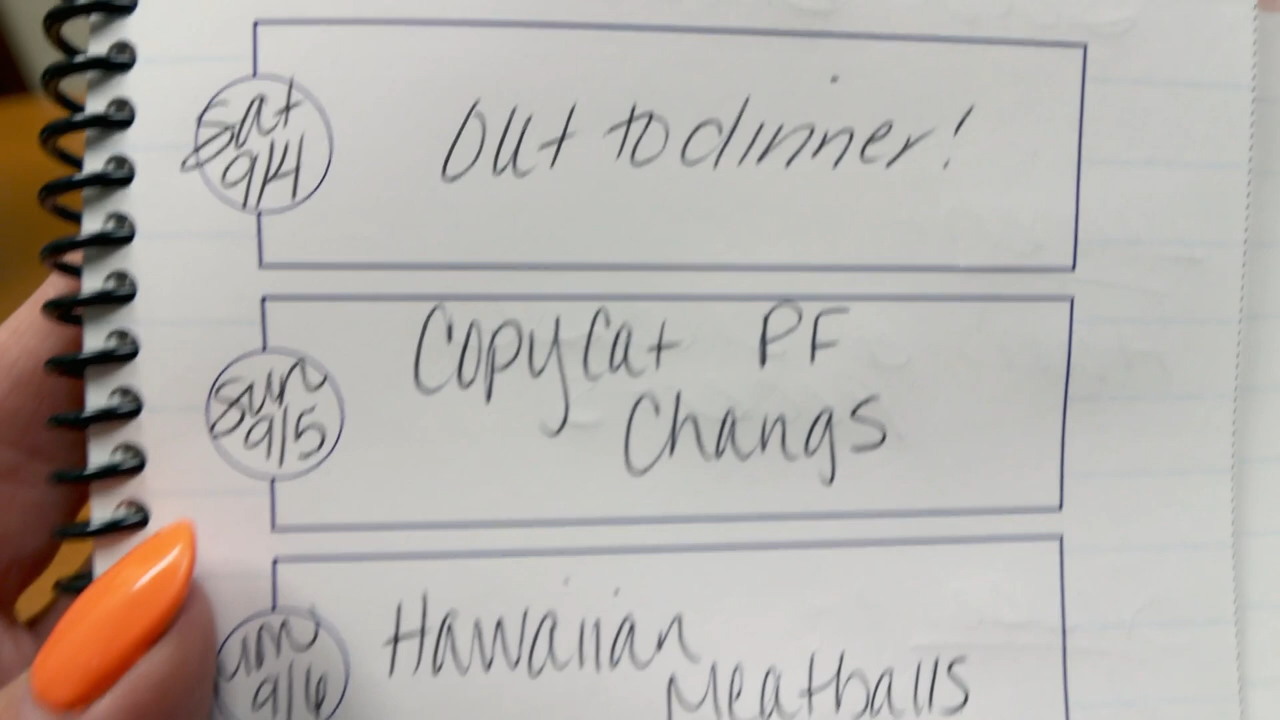 Sat
9/4
Out to dinner!
Sun
9/5
CopyCat PF
Changs
9/6
Hawaiian
Meatballs